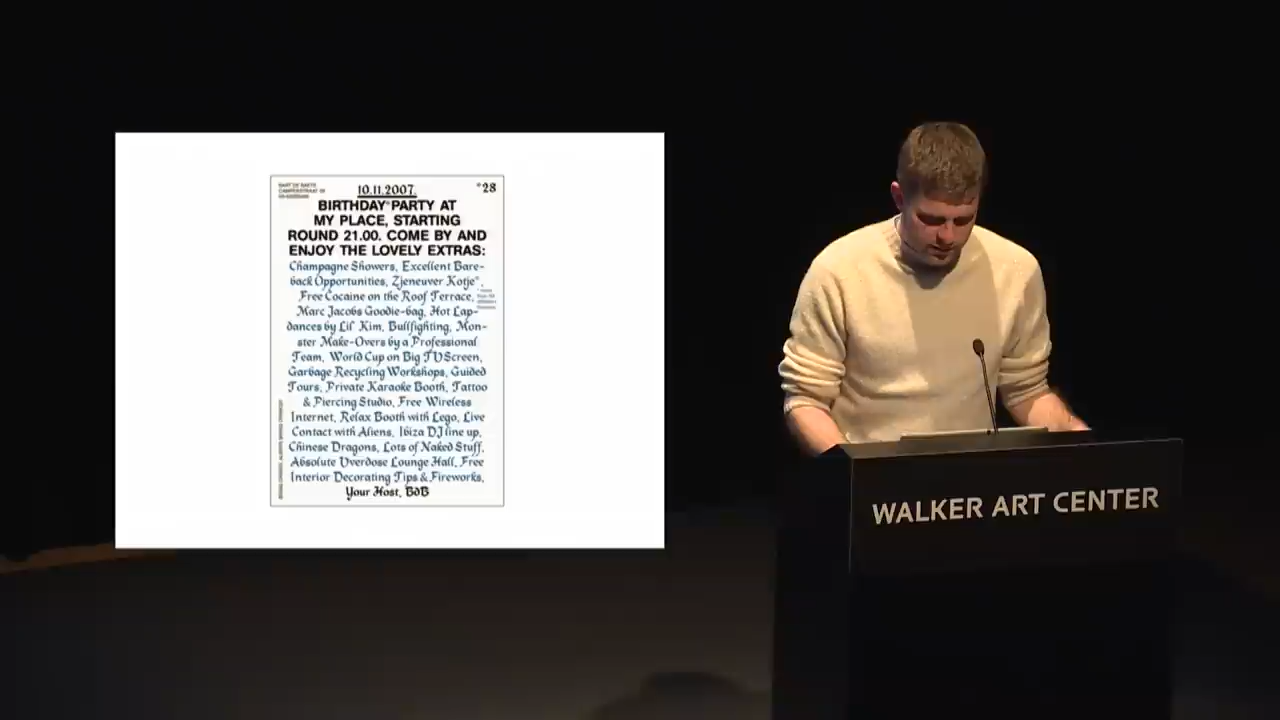 BART DE BAETS
10.11.2007.
°28
BIRTHDAY°PARTY AT
MY PLACE, STARTING
ROUND 21.00. COME BY AND
ENJOY THE LOVELY EXTRAS:
Champagne Showers, Excellent Bare-
back Opportunities, Zjeneuver Kotje*,
Free Cocaine on the Roof Terrace,
Marc Jacobs Goodie-bag, Hot Lap-
dances by Lil' Kim, Bullfighting, Mon-
ster Make-Overs by a Professional
Team, World Cup on Big TV Screen,
Garbage Recycling Workshops, Guided
Tours, Private Karaoke Booth, Tattoo
& Piercing Studio, Free Wireless
Internet, Relax Booth with Lego, Live
Contact with Aliens, Ibiza DJ line up,
Chinese Dragons, Lots of Naked Stuff,
Absolute Overdose Lounge Hall, Free
Interior Decorating Tips & Fireworks,
Your Host, BdB
WALKER ART CENTER